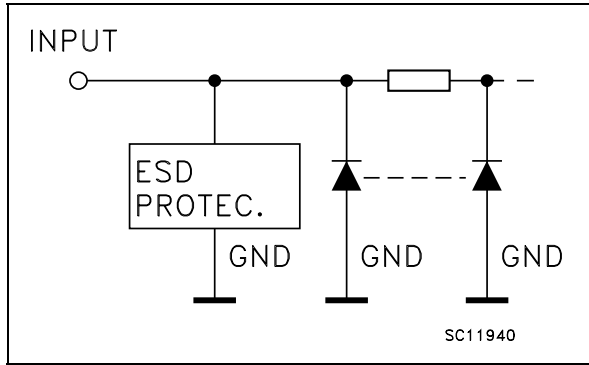 INPUT
ESD
PROTEC.
GND
GND
GND
SC11940